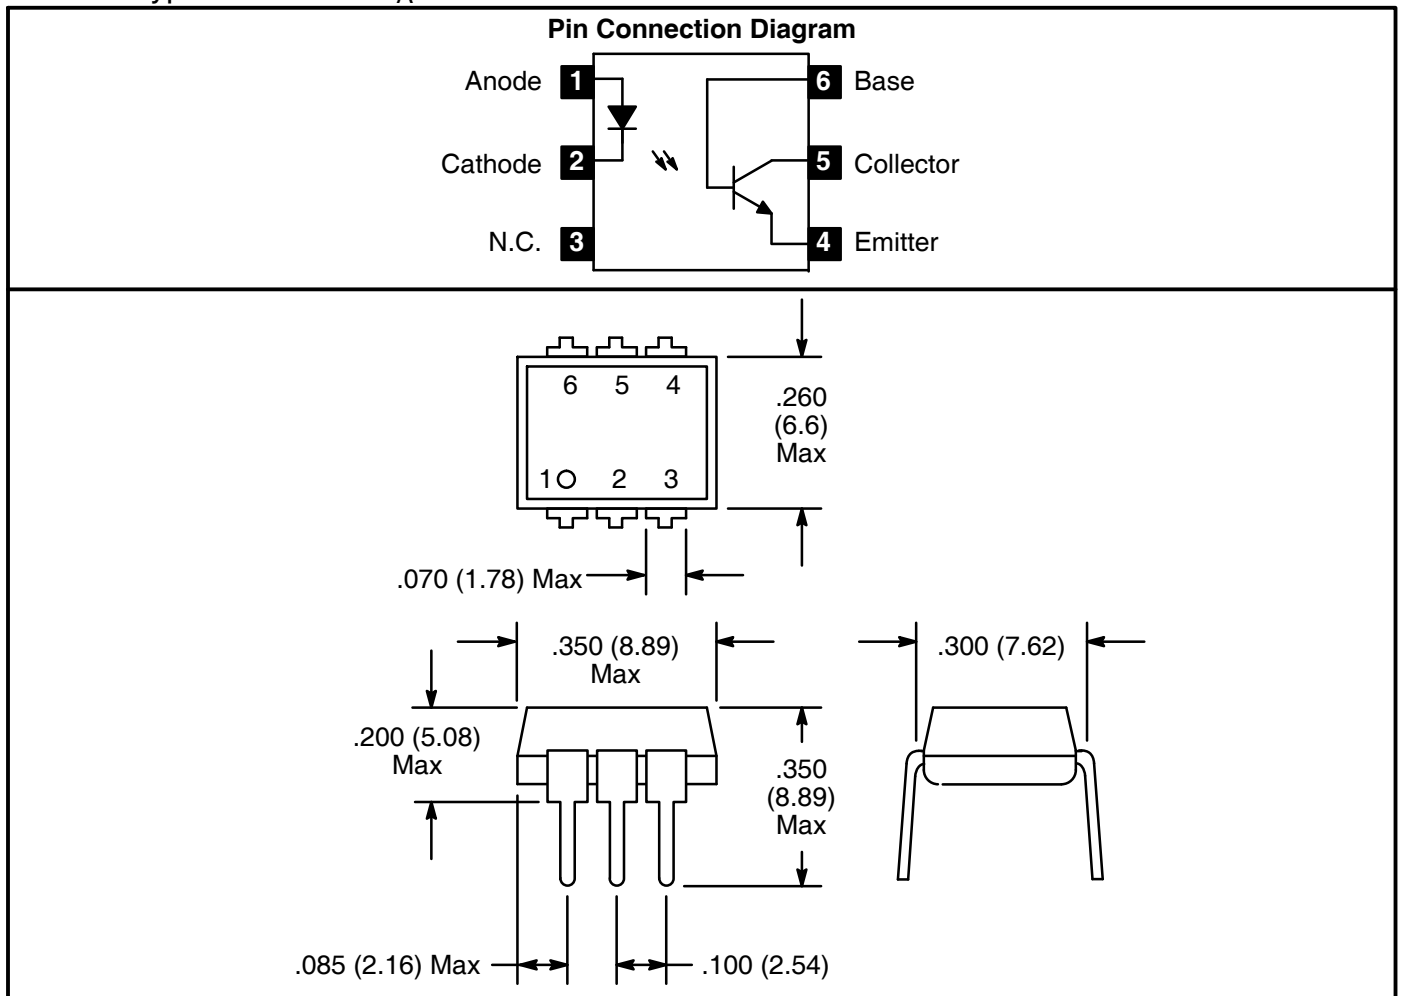 Pin Connection Diagram
Anode 1
6 Base
Cathode 2
5 Collector
N.C. 3
4 Emitter
6 5 4
1 2 3
.260
(6.6)
Max
.070 (1.78) Max
.350 (8.89)
Max
.300 (7.62)
.200 (5.08)
Max
.350
(8.89)
Max
.085 (2.16) Max
.100 (2.54)